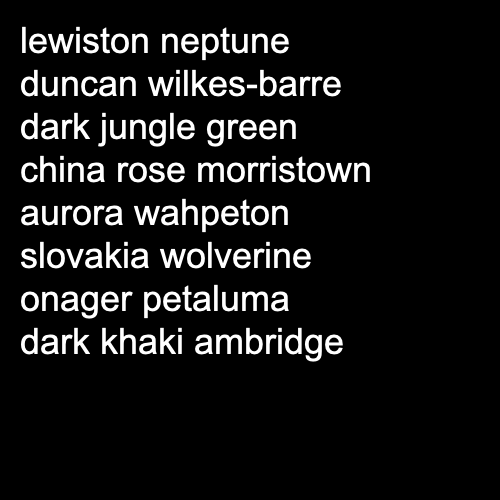 lewiston neptune
duncan wilkes-barre
dark jungle green
china rose morristown
aurora wahpeton
slovakia wolverine
onager petaluma
dark khaki ambridge